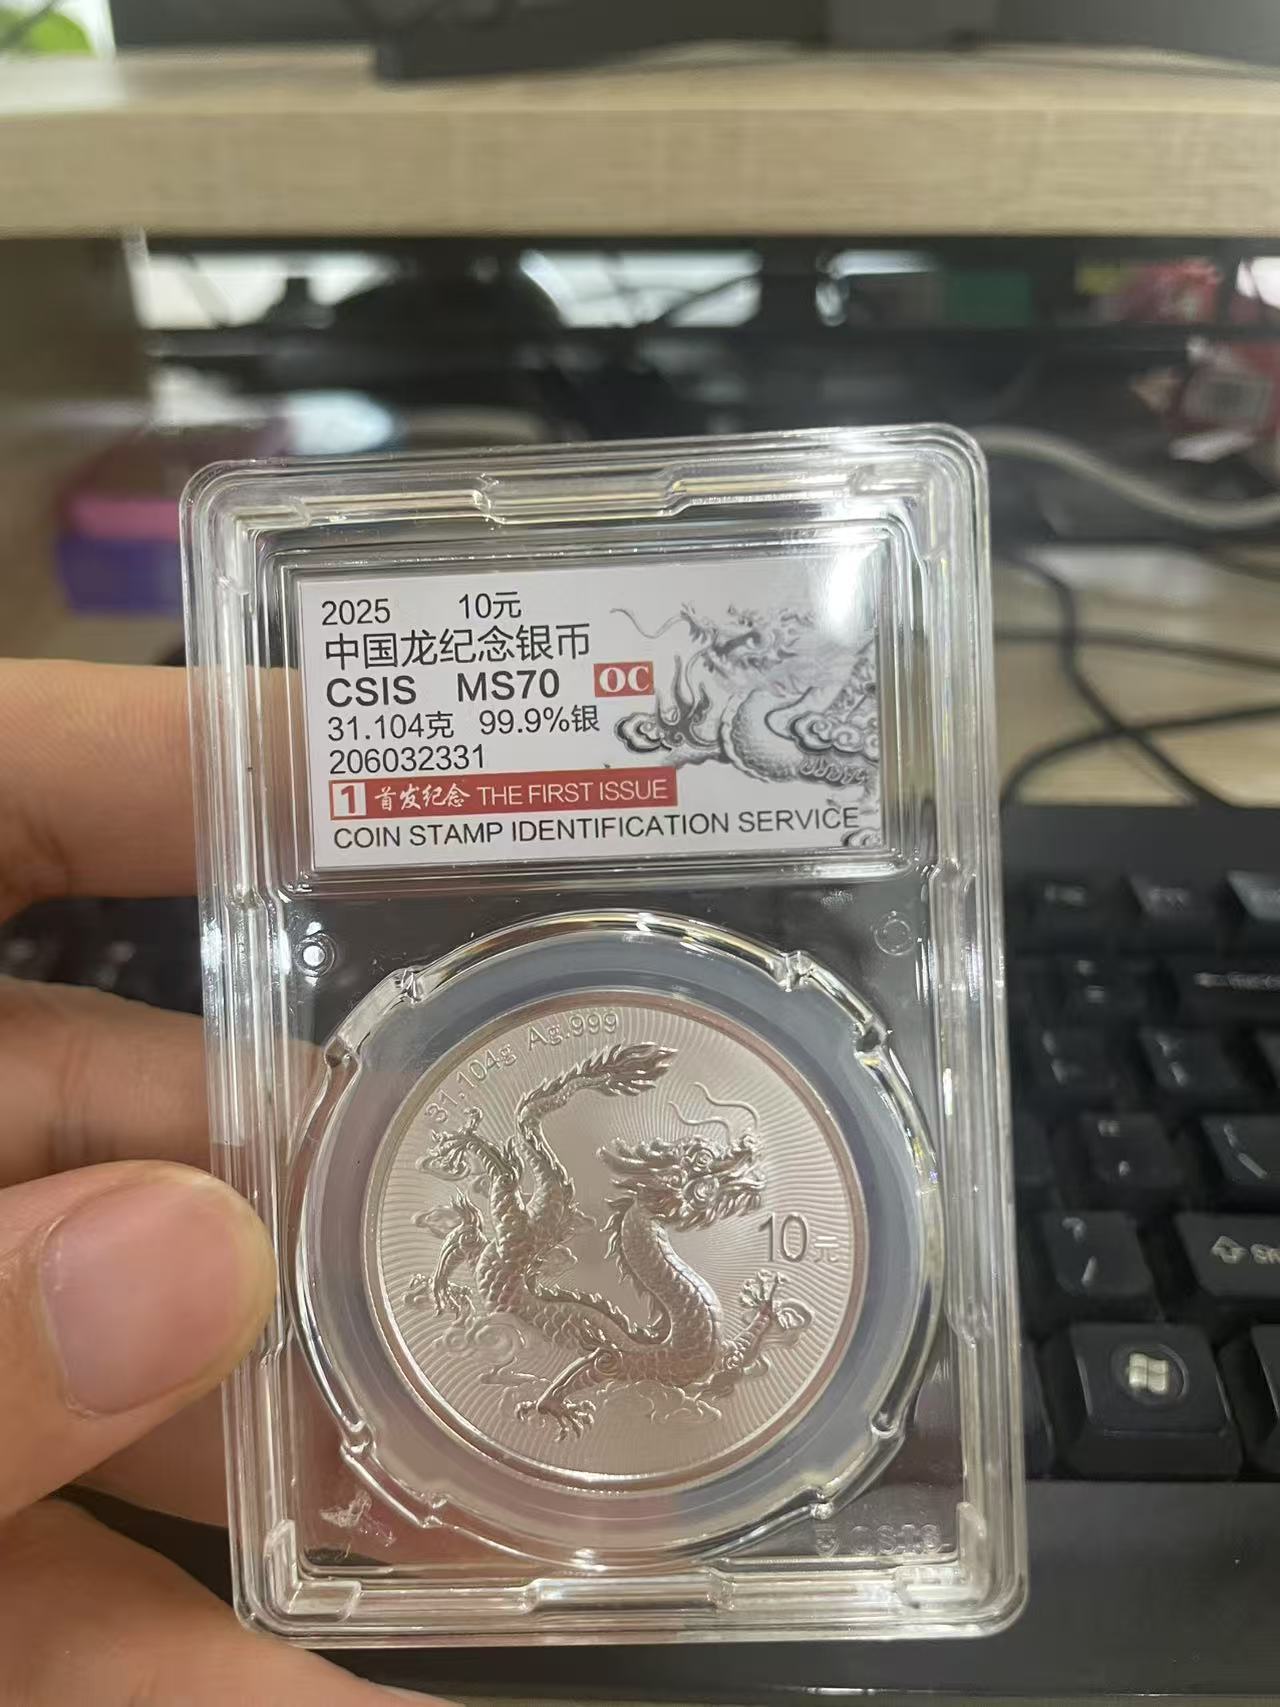 2025 10元
中国龙纪念银币
CSIS MS70 OC
31.104克 99.9%银
206032331
1 首发纪念 THE FIRST ISSUE
COIN STAMP IDENTIFICATION SERVICE
31.104g Ag.999
10元
CSIS